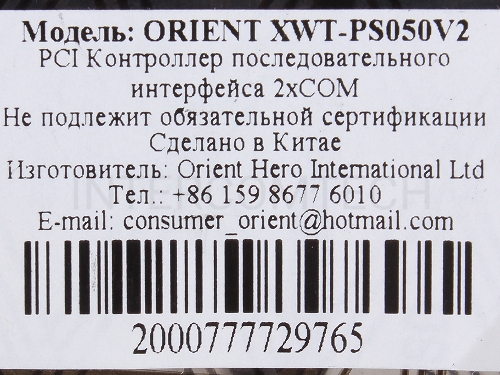 Модель: ORIENT XWT-PS050V2
PCI Контроллер последовательного
интерфейса 2xCOM
Не подлежит обязательной сертификации
Сделано в Китае
Изготовитель: Orient Hero International Ltd
Тел.: +86 159 8677 6010
E-mail: consumer_orient@hotmail.com
2000777729765